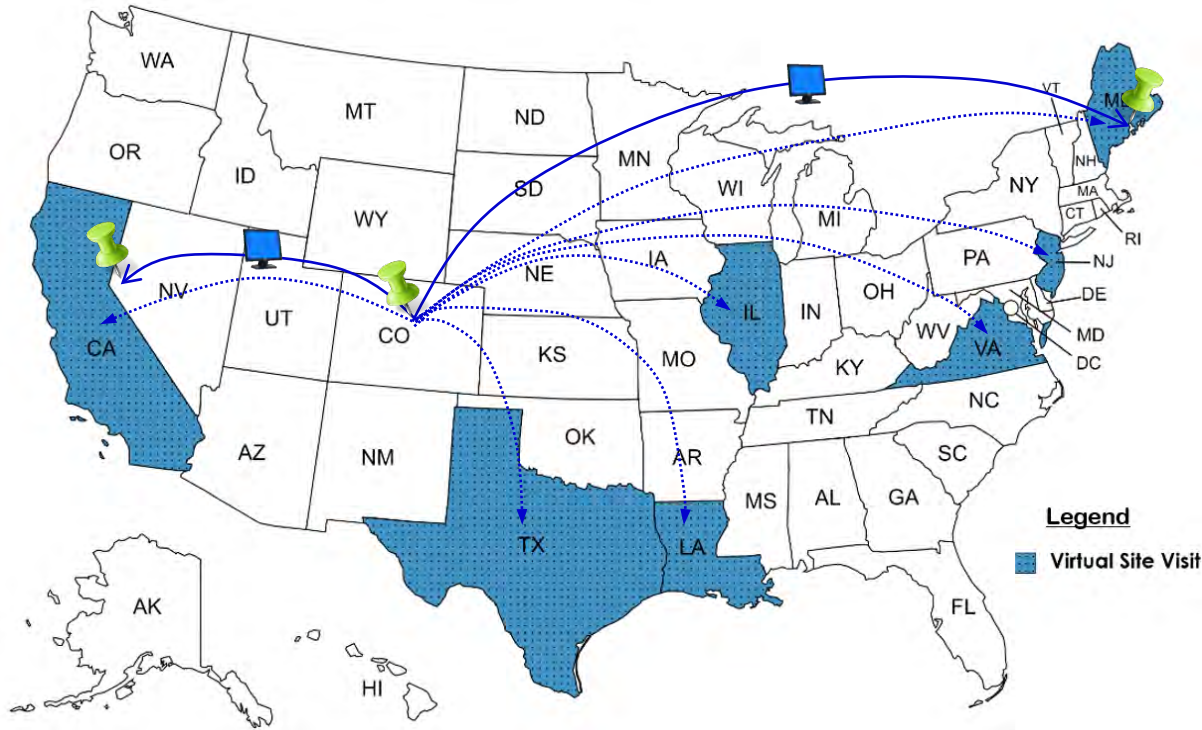 WA
MT
ND
MN
VT
ME
OR
ID
SD
WI
NH
WY
MI
NY
MA
CT
RI
NV
NE
IA
PA
NJ
UT
CO
IL
IN
OH
DE
CA
KS
MO
WV
VA
MD
KY
DC
AZ
NM
OK
AR
TN
NC
SC
MS
AL
GA
TX
LA
Legend
Virtual Site Visit
AK
HI
FL